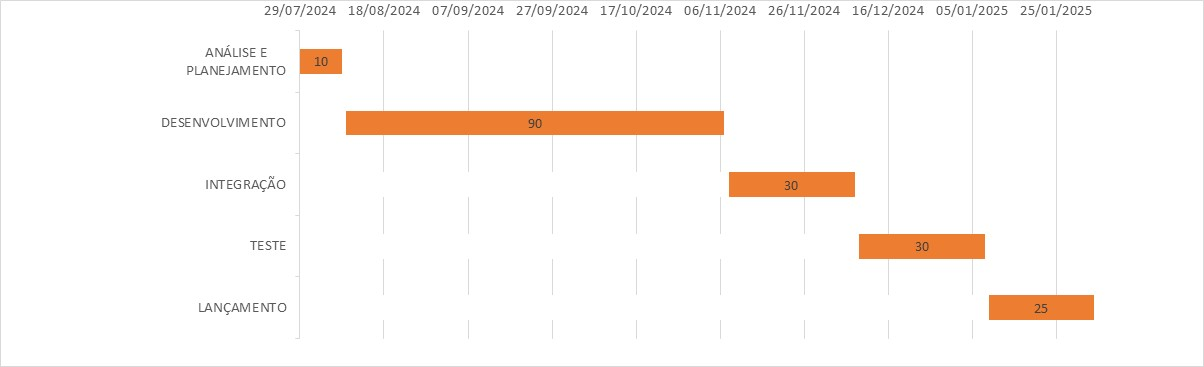 29/07/2024 18/08/2024 07/09/2024 27/09/2024 17/10/2024 06/11/2024 26/11/2024 16/12/2024 05/01/2025 25/01/2025
ANÁLISE E
PLANEJAMENTO
10
DESENVOLVIMENTO 90
INTEGRAÇÃO 30
TESTE 30
LANÇAMENTO 25